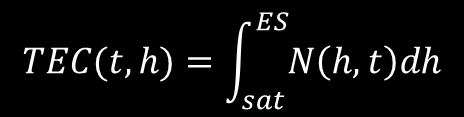 TEC(t, h) = ∫_{sat}^{ES} N(h, t)dh